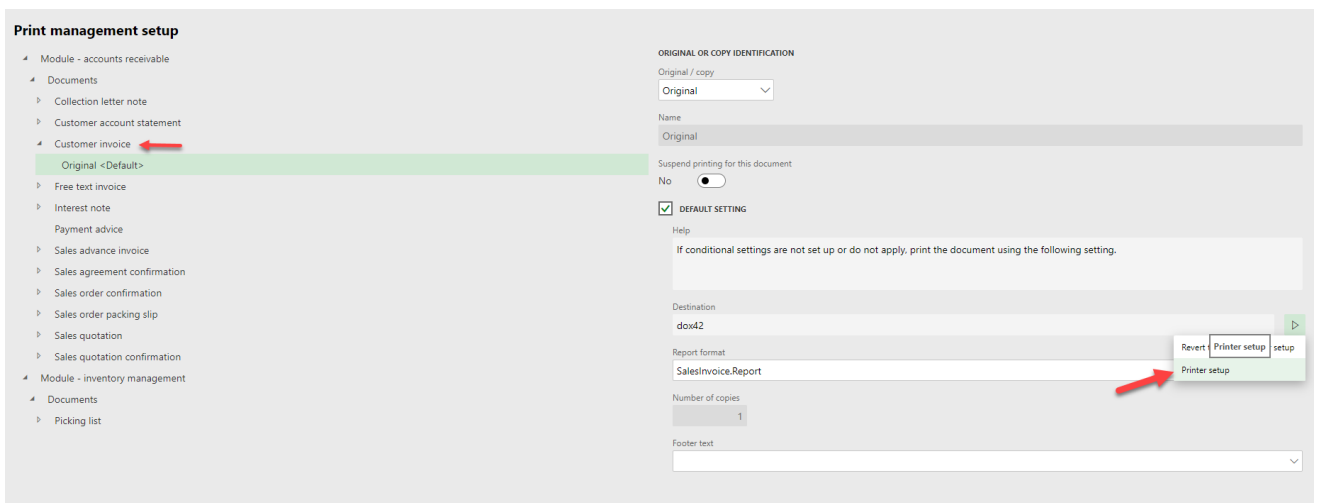 Print management setup
Module - accounts receivable
Documents
Collection letter note
Customer account statement
Customer invoice
Original <Default>
Free text invoice
Interest note
Payment advice
Sales advance invoice
Sales agreement confirmation
Sales order confirmation
Sales order packing slip
Sales quotation
Sales quotation confirmation
Module - inventory management
Documents
Picking list
ORIGINAL OR COPY IDENTIFICATION
Original / copy
Original
Name
Original
Suspend printing for this document
No
DEFAULT SETTING
Help
If conditional settings are not set up or do not apply, print the document using the following setting.
Destination
dox42
Revert setup
Printer setup
Printer setup
Report format
SalesInvoice.Report
Number of copies
1
Footer text